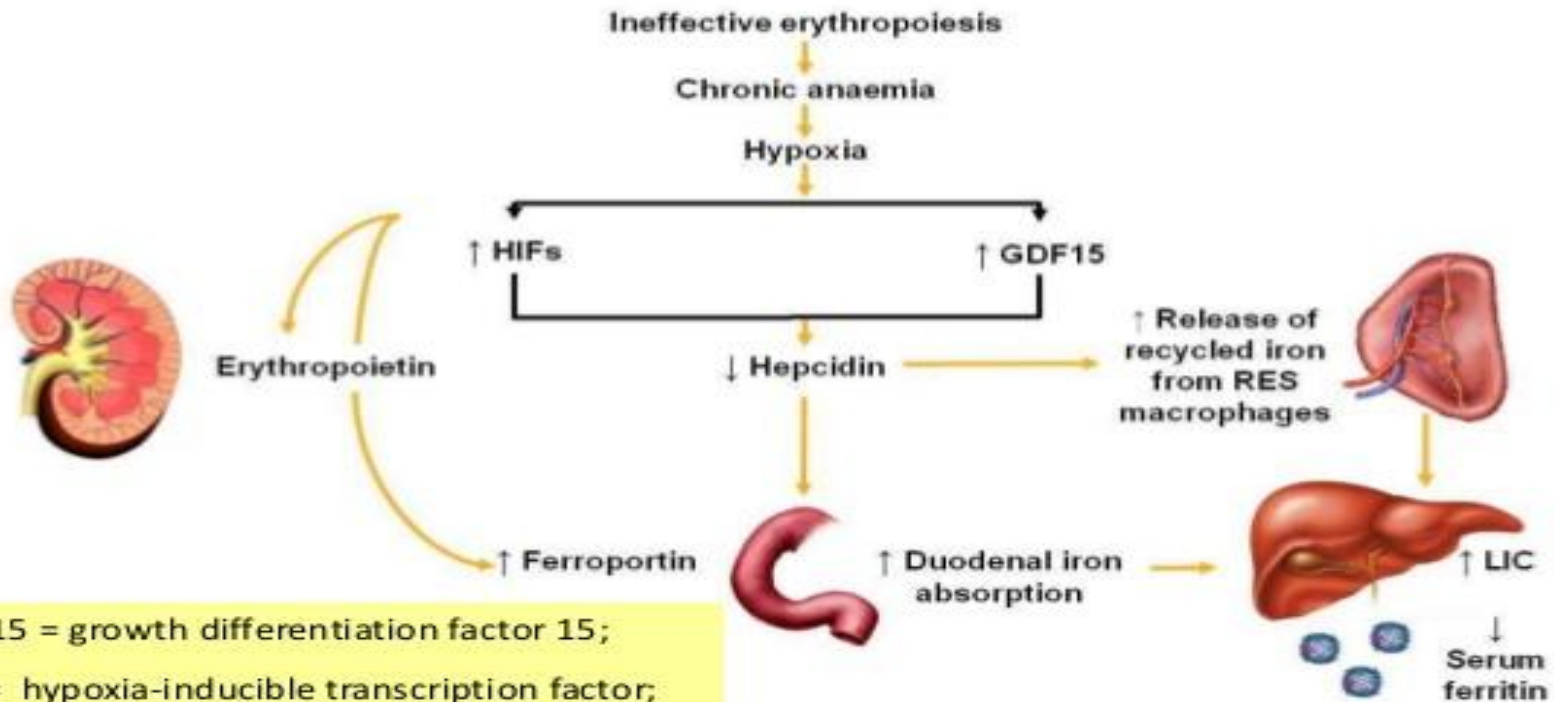 Ineffective erythropoiesis
Chronic anaemia
Hypoxia
↑ HIFs
↑ GDF15
Erythropoietin
↓ Hepcidin
↑ Release of
recycled iron
from RES
macrophages
↑ Ferroportin
↑ Duodenal iron
absorption
↑ LIC
↓
Serum
ferritin
15 = growth differentiation factor 15;
= hypoxia-inducible transcription factor;